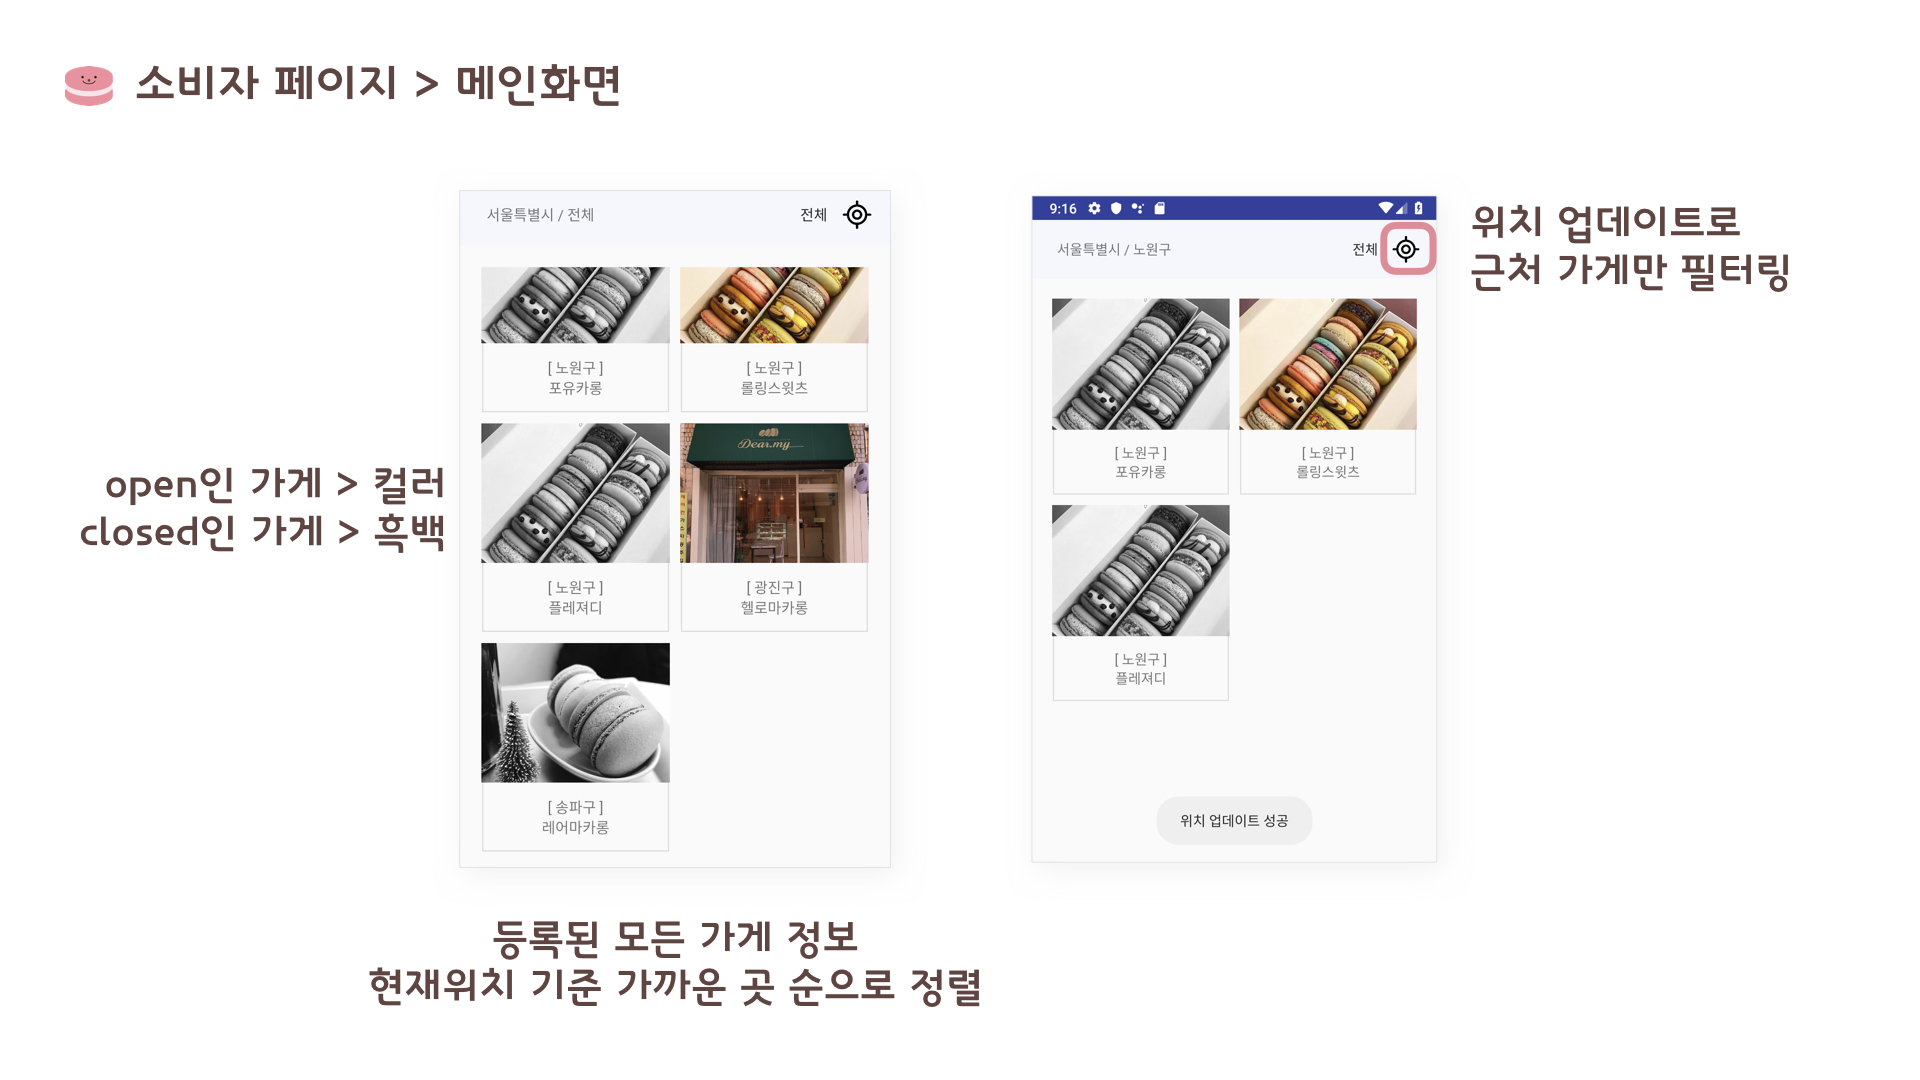 소비자 페이지 > 메인화면
서울특별시 / 전체
전체
[ 노원구 ]
포유카롱
[ 노원구 ]
롤링스윗츠
Dear.my
[ 노원구 ]
플레져디
[ 광진구 ]
헬로마카롱
[ 송파구 ]
레어마카롱
open인 가게 > 컬러
closed인 가게 > 흑백
등록된 모든 가게 정보
현재위치 기준 가까운 곳 순으로 정렬
9:16
서울특별시 / 노원구
전체
[ 노원구 ]
포유카롱
[ 노원구 ]
롤링스윗츠
[ 노원구 ]
플레져디
위치 업데이트 성공
위치 업데이트로
근처 가게만 필터링